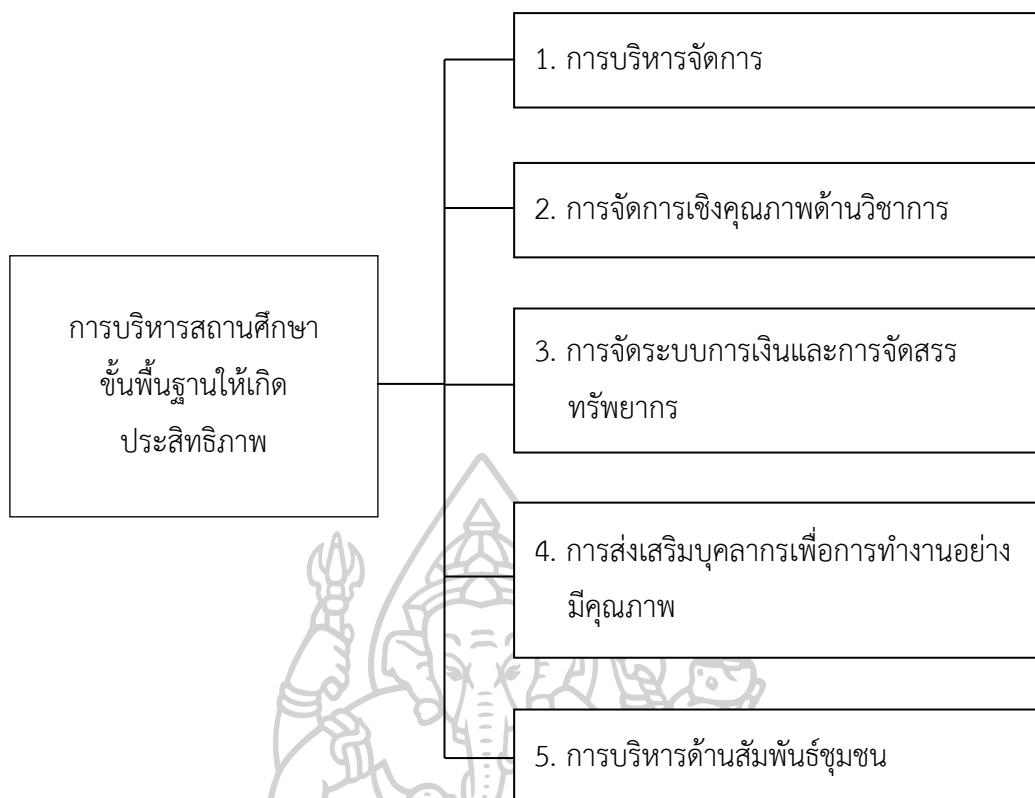 1. การบริหารจัดการ
2. การจัดการเชิงคุณภาพด้านวิชาการ
การบริหารสถานศึกษา
ขั้นพื้นฐานให้เกิด
ประสิทธิภาพ
3. การจัดระบบการเงินและการจัดสรร
ทรัพยากร
4. การส่งเสริมบุคลากรเพื่อการทำงานอย่าง
มีคุณภาพ
5. การบริหารด้านสัมพันธ์ชุมชน